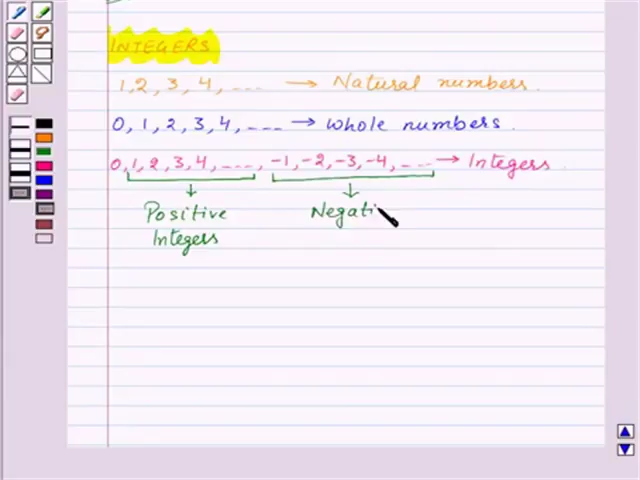 INTEGERS
1, 2, 3, 4, .... → Natural numbers.
0, 1, 2, 3, 4, .... → whole numbers.
0, 1, 2, 3, 4, ...., -1, -2, -3, -4, .... → Integers.
Positive Negati
Integers